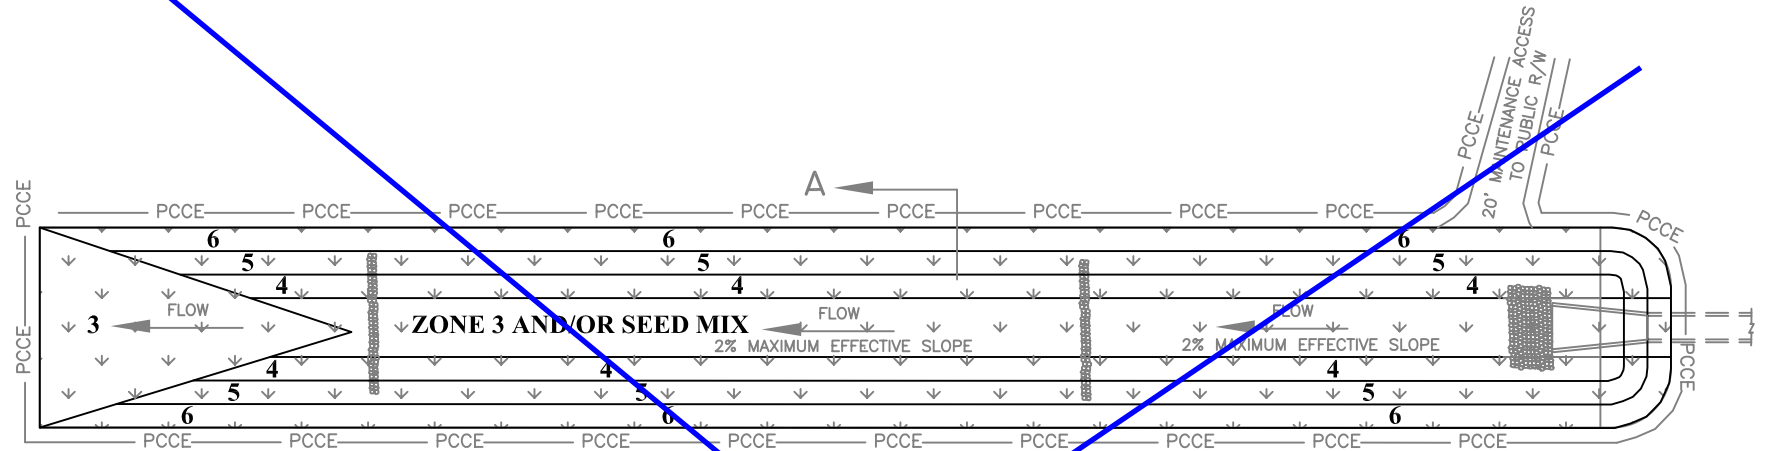 20' MAINTENANCE ACCESS
TO PUBLIC R/W
PCCE
PCCE
A
PCCE
PCCE PCCE PCCE PCCE PCCE PCCE PCCE PCCE PCCE
PCCE
6 6 6
5 5 5
4 4 4
3 FLOW ZONE 3 AND/OR SEED MIX FLOW FLOW
2% MAXIMUM EFFECTIVE SLOPE 2% MAXIMUM EFFECTIVE SLOPE
PCCE
PCCE
4 4 4
5 5 5
6 6 6
PCCE PCCE PCCE PCCE PCCE PCCE PCCE PCCE PCCE PCCE